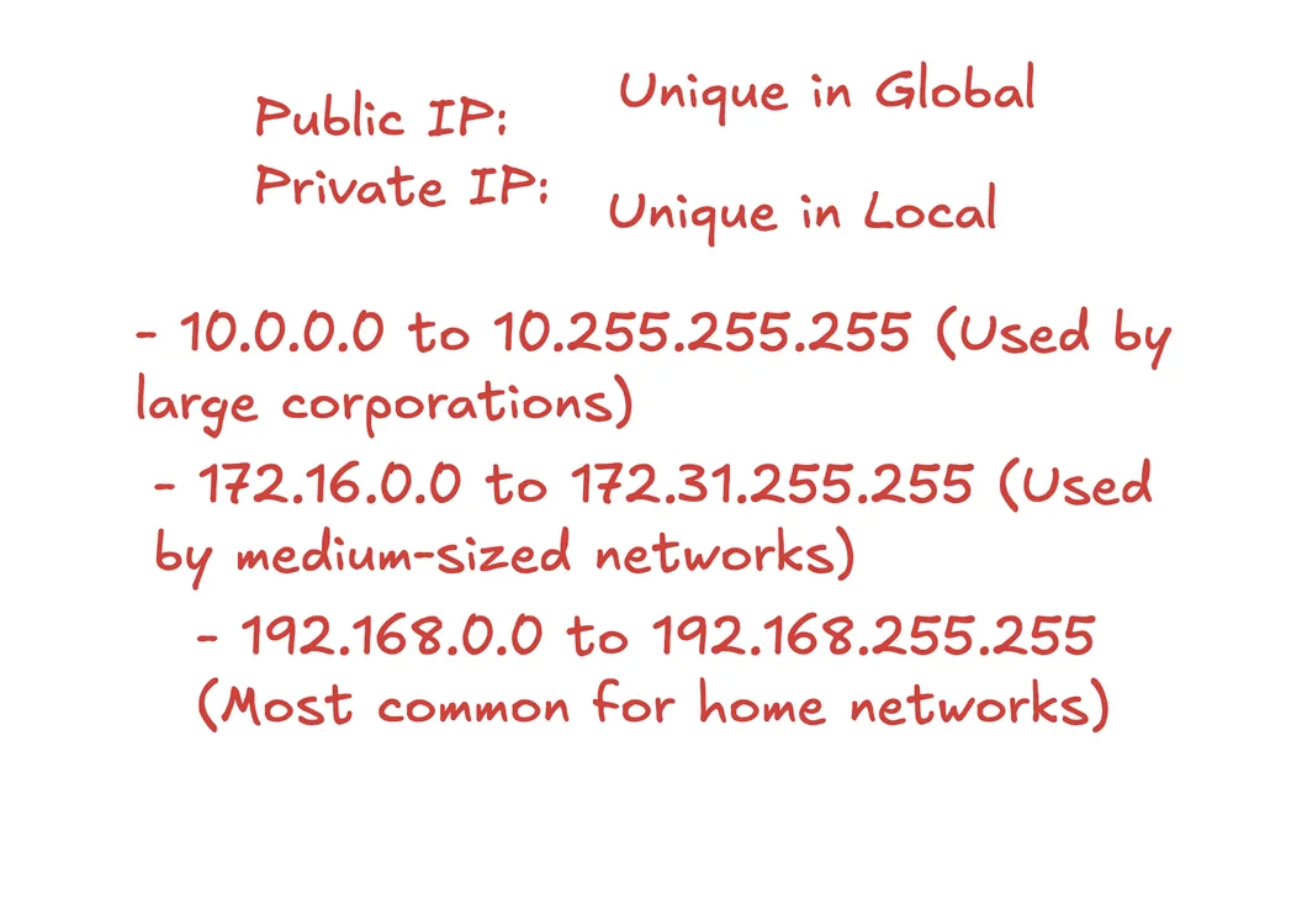 Public IP:
Unique in Global
Private IP:
Unique in Local
- 10.0.0.0 to 10.255.255.255 (Used by
large corporations)
- 172.16.0.0 to 172.31.255.255 (Used
by medium-sized networks)
- 192.168.0.0 to 192.168.255.255
(Most common for home networks)